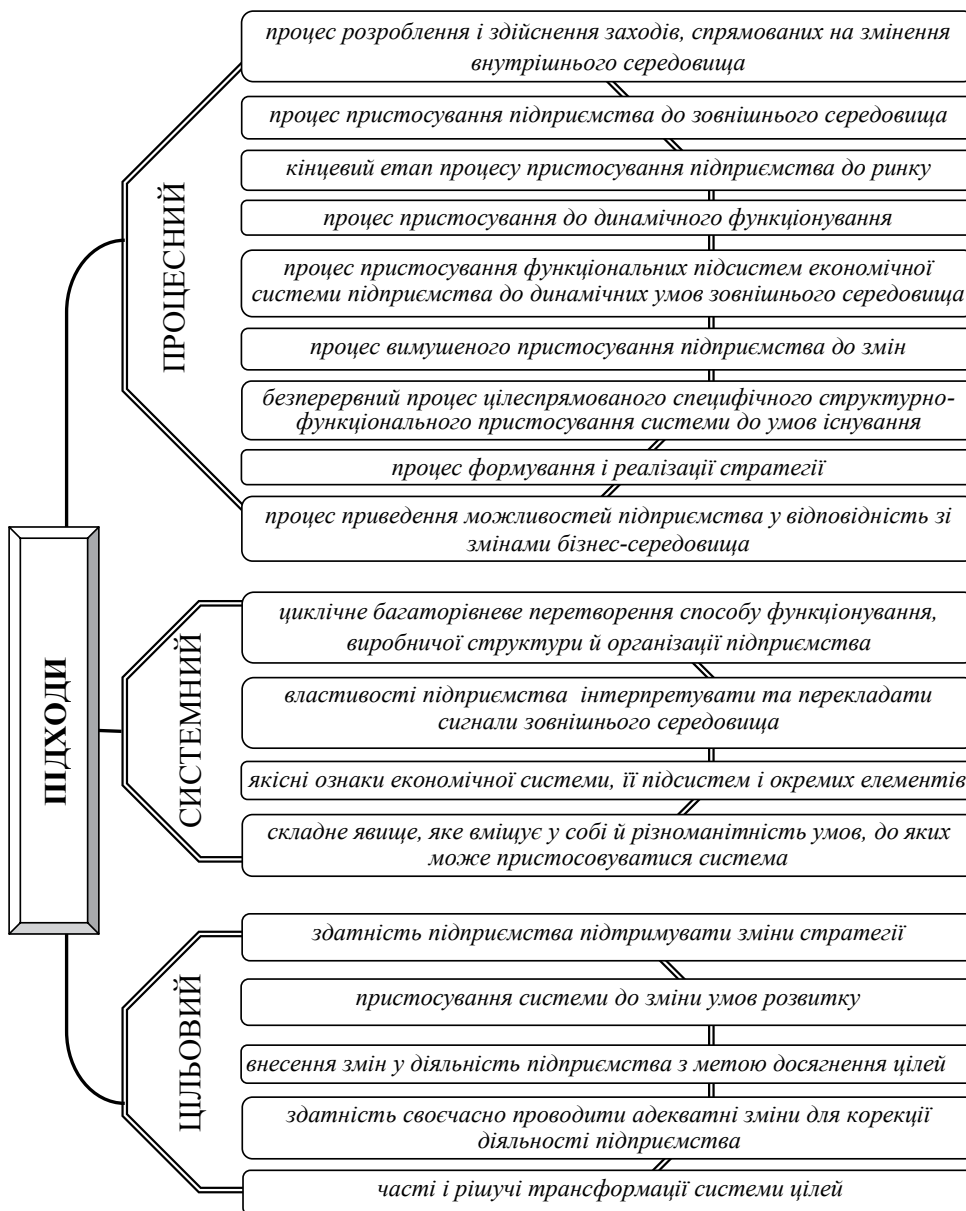 ПІДХОДИ
ПРОЦЕСНИЙ
процес розроблення і здійснення заходів, спрямованих на змінення
внутрішнього середовища
процес пристосування підприємства до зовнішнього середовища
кінцевий етап процесу пристосування підприємства до ринку
процес пристосування до динамічного функціонування
процес пристосування функціональних підсистем економічної
системи підприємства до динамічних умов зовнішнього середовища
процес вимушеного пристосування підприємства до змін
безперервний процес цілеспрямованого специфічного структурно-
функціонального пристосування системи до умов існування
процес формування і реалізації стратегії
процес приведення можливостей підприємства у відповідність зі
змінами бізнес-середовища
СИСТЕМНИЙ
циклічне багаторівневе перетворення способу функціонування,
виробничої структури й організації підприємства
властивості підприємства інтерпретувати та перекладати
сигнали зовнішнього середовища
якісні ознаки економічної системи, її підсистем і окремих елементів
складне явище, яке вміщує у собі й різноманітність умов, до яких
може пристосовуватися система
ЦІЛЬОВИЙ
здатність підприємства підтримувати зміни стратегії
пристосування системи до зміни умов розвитку
внесення змін у діяльність підприємства з метою досягнення цілей
здатність своєчасно проводити адекватні зміни для корекції
діяльності підприємства
часті і рішучі трансформації системи цілей